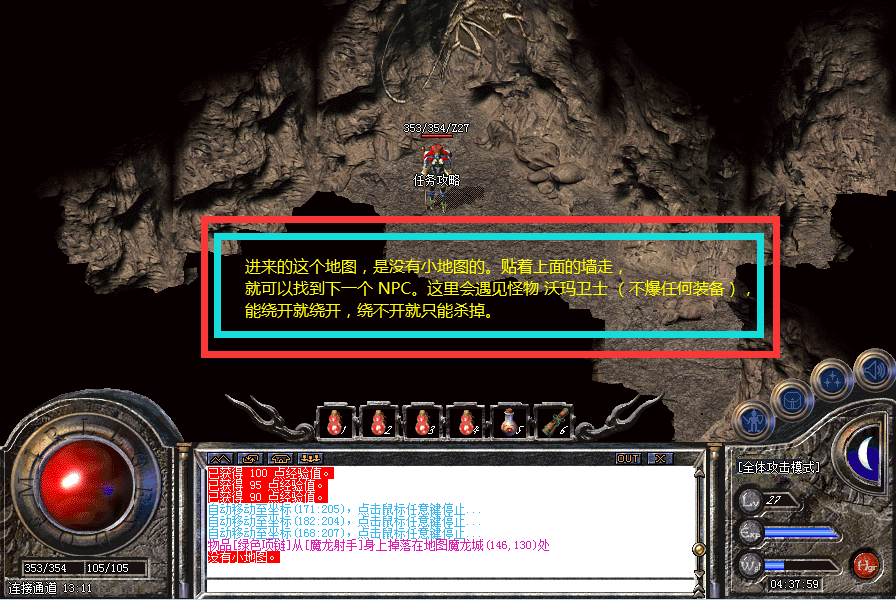 353/354/Z27
任务攻略
进来的这个地图，是没有小地图的。贴着上面的墙走，
就可以找到下一个 NPC。这里会遇见怪物 沃玛卫士 （不爆任何装备），
能绕开就绕开，绕不开就只能杀掉。
1 2 3 4 5 6
OUT
已获得 100 点经验值。
已获得 95 点经验值。
已获得 90 点经验值。
自动移动至坐标(171:205)，点击鼠标任意键停止...
自动移动至坐标(182:204)，点击鼠标任意键停止...
自动移动至坐标(168:207)，点击鼠标任意键停止...
物品[绿色项链]从[魔龙射手]身上掉落在地图魔龙城(146,130)处
没有小地图。
353/354 105/105
连接通道 13:11
[全体攻击模式]
Lv 27
Exp
W
Hgr
04:37:59